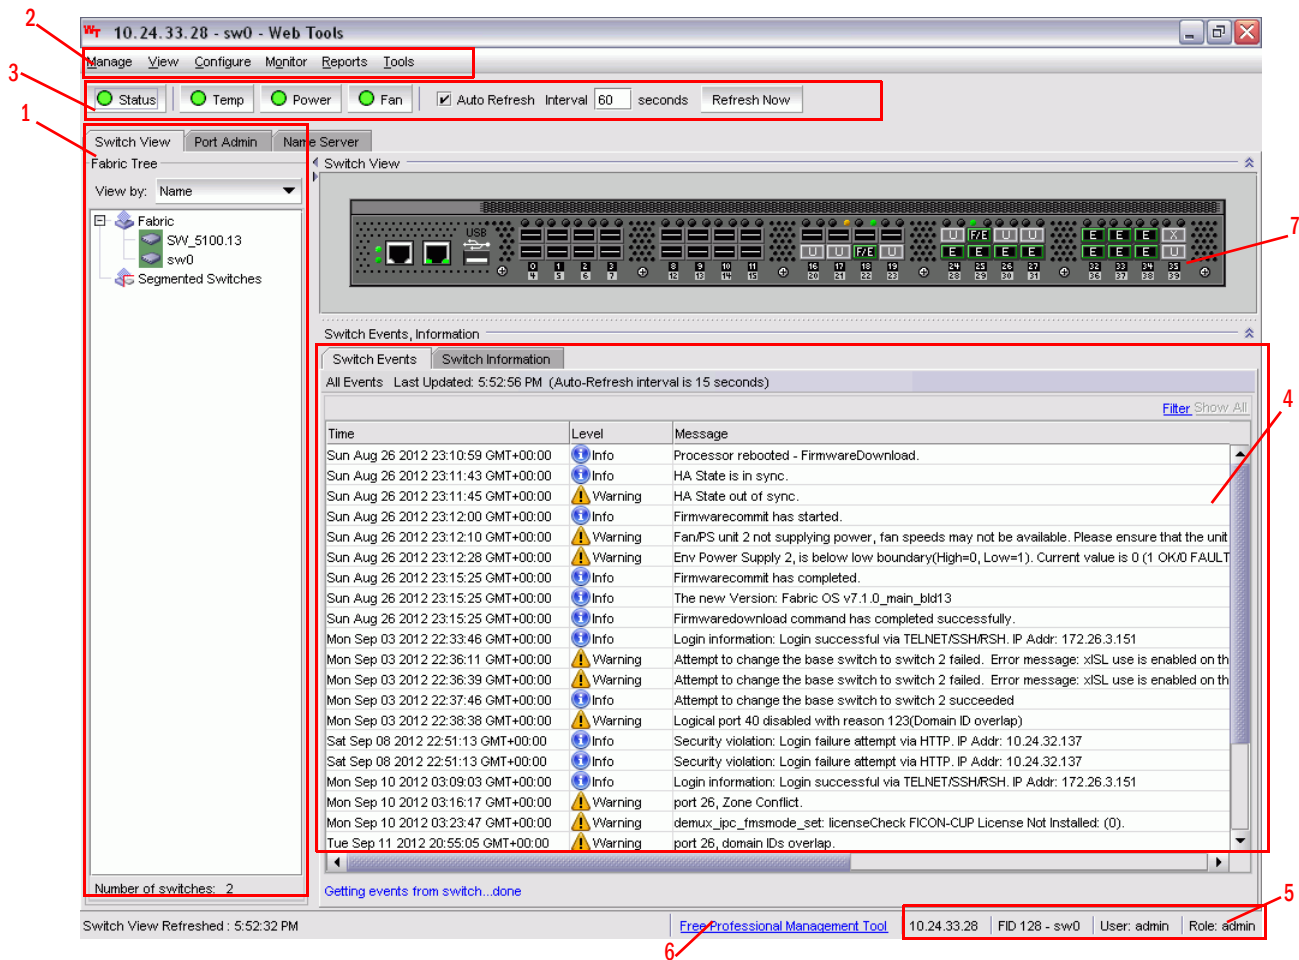 2
WT 10.24.33.28 - sw0 - Web Tools
Manage View Configure Monitor Reports Tools
3
Status Temp Power Fan Auto Refresh Interval 60 seconds Refresh Now
1
Switch View Port Admin Name Server
Fabric Tree
View by: Name
Fabric
SW_5100.13
sw0
Segmented Switches
Number of switches: 2
Switch View
USB
U F/E U U E E E X
U U F/E U E E E E E E E U
0 1 2 3 8 9 10 11 16 17 18 19 24 25 26 27 32 33 34 35
4 5 6 7 12 13 14 15 20 21 22 23 28 29 30 31 36 37 38 39
7
Switch Events, Information
Switch Events Switch Information
All Events Last Updated: 5:52:56 PM (Auto-Refresh interval is 15 seconds)
4
Filter Show All
Time Level Message
Sun Aug 26 2012 23:10:59 GMT+00:00 Info Processor rebooted - FirmwareDownload.
Sun Aug 26 2012 23:11:43 GMT+00:00 Info HA State is in sync.
Sun Aug 26 2012 23:11:45 GMT+00:00 Warning HA State out of sync.
Sun Aug 26 2012 23:12:00 GMT+00:00 Info Firmwarecommit has started.
Sun Aug 26 2012 23:12:10 GMT+00:00 Warning Fan/PS unit 2 not supplying power, fan speeds may not be available. Please ensure that the unit
Sun Aug 26 2012 23:12:28 GMT+00:00 Warning Env Power Supply 2, is below low boundary(High=0, Low=1). Current value is 0 (1 OK/0 FAULT
Sun Aug 26 2012 23:15:25 GMT+00:00 Info Firmwarecommit has completed.
Sun Aug 26 2012 23:15:25 GMT+00:00 Info The new Version: Fabric OS v7.1.0_main_bld13
Sun Aug 26 2012 23:15:25 GMT+00:00 Info Firmwaredownload command has completed successfully.
Mon Sep 03 2012 22:33:46 GMT+00:00 Info Login information: Login successful via TELNET/SSH/RSH. IP Addr: 172.26.3.151
Mon Sep 03 2012 22:36:11 GMT+00:00 Warning Attempt to change the base switch to switch 2 failed. Error message: xISL use is enabled on th
Mon Sep 03 2012 22:36:39 GMT+00:00 Warning Attempt to change the base switch to switch 2 failed. Error message: xISL use is enabled on th
Mon Sep 03 2012 22:37:46 GMT+00:00 Info Attempt to change the base switch to switch 2 succeeded
Mon Sep 03 2012 22:38:38 GMT+00:00 Warning Logical port 40 disabled with reason 123(Domain ID overlap)
Sat Sep 08 2012 22:51:13 GMT+00:00 Info Security violation: Login failure attempt via HTTP. IP Addr: 10.24.32.137
Sat Sep 08 2012 22:51:13 GMT+00:00 Info Security violation: Login failure attempt via HTTP. IP Addr: 10.24.32.137
Mon Sep 10 2012 03:09:03 GMT+00:00 Info Login information: Login successful via TELNET/SSH/RSH. IP Addr: 172.26.3.151
Mon Sep 10 2012 03:16:17 GMT+00:00 Warning port 26, Zone Conflict.
Mon Sep 10 2012 03:23:47 GMT+00:00 Warning demux_ipc_fmsmode_set: licenseCheck FICON-CUP License Not Installed: (0).
Tue Sep 11 2012 20:55:05 GMT+00:00 Warning port 26, domain IDs overlap.
Getting events from switch...done
5
Switch View Refreshed : 5:52:32 PM Free Professional Management Tool 10.24.33.28 FID 128 - sw0 User: admin Role: admin
6